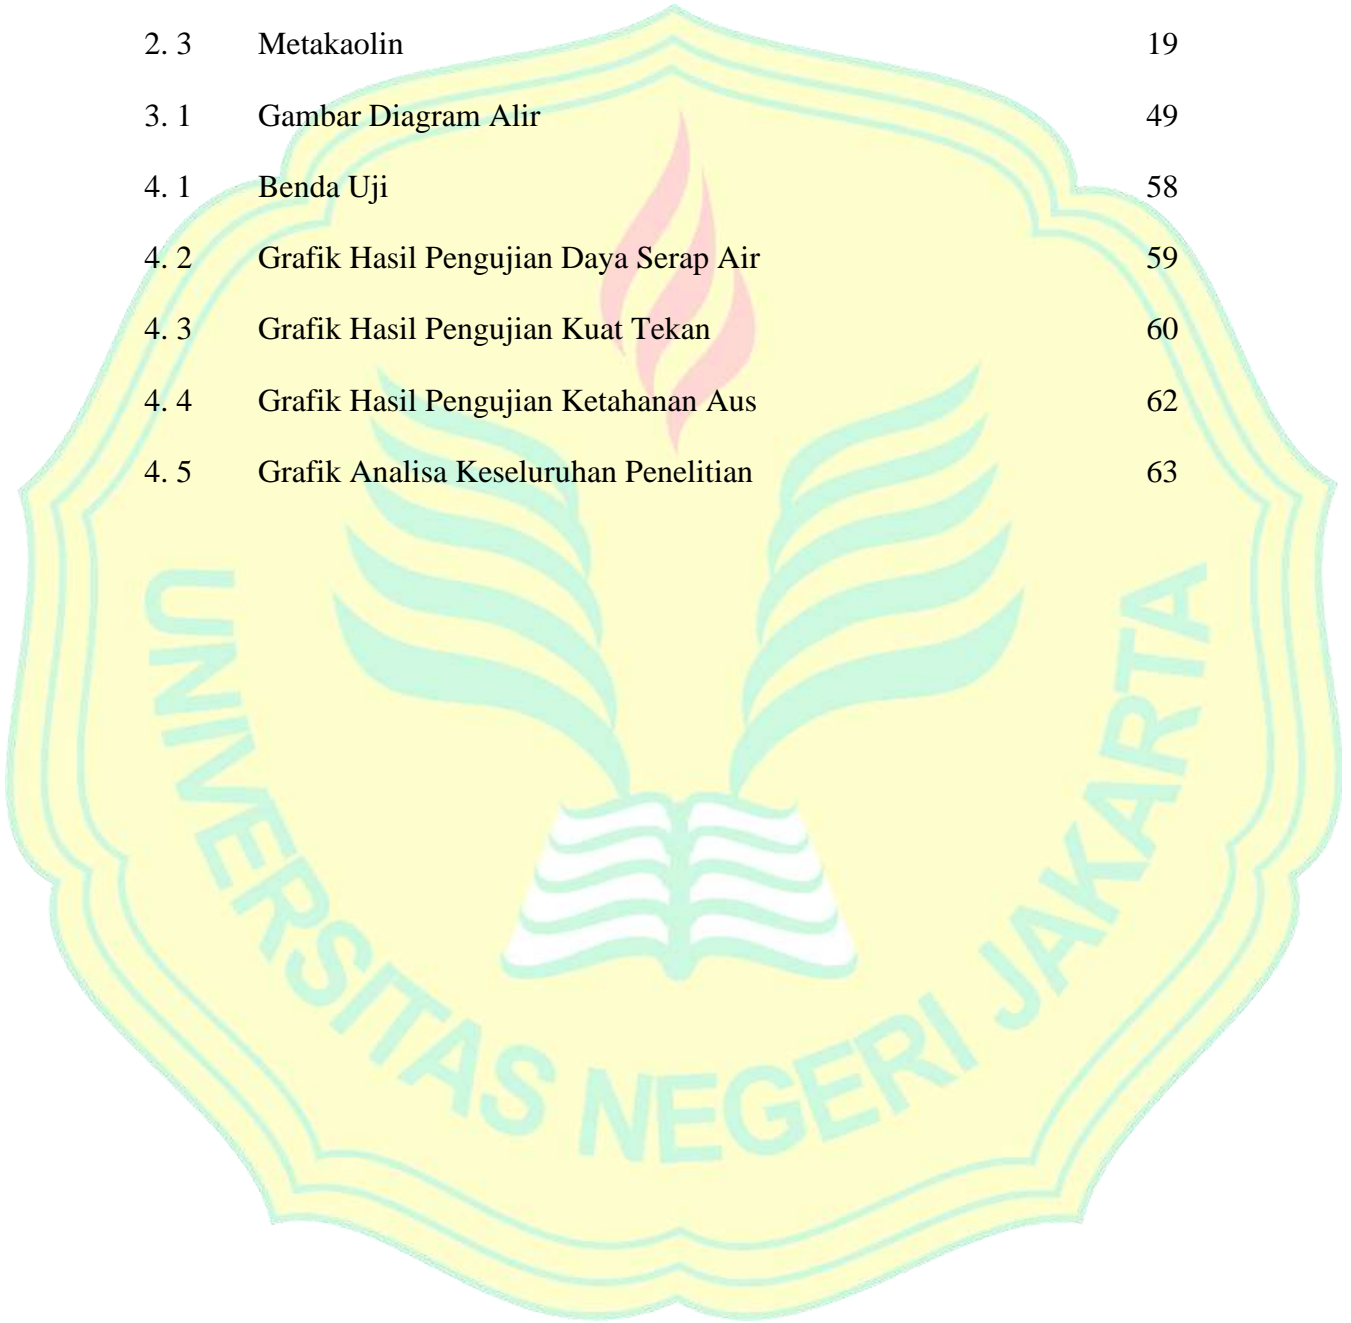 2. 3 Metakaolin 19
3. 1 Gambar Diagram Alir 49
4. 1 Benda Uji 58
4. 2 Grafik Hasil Pengujian Daya Serap Air 59
4. 3 Grafik Hasil Pengujian Kuat Tekan 60
4. 4 Grafik Hasil Pengujian Ketahanan Aus 62
4. 5 Grafik Analisa Keseluruhan Penelitian 63
UNIVERSITAS NEGERI JAKARTA